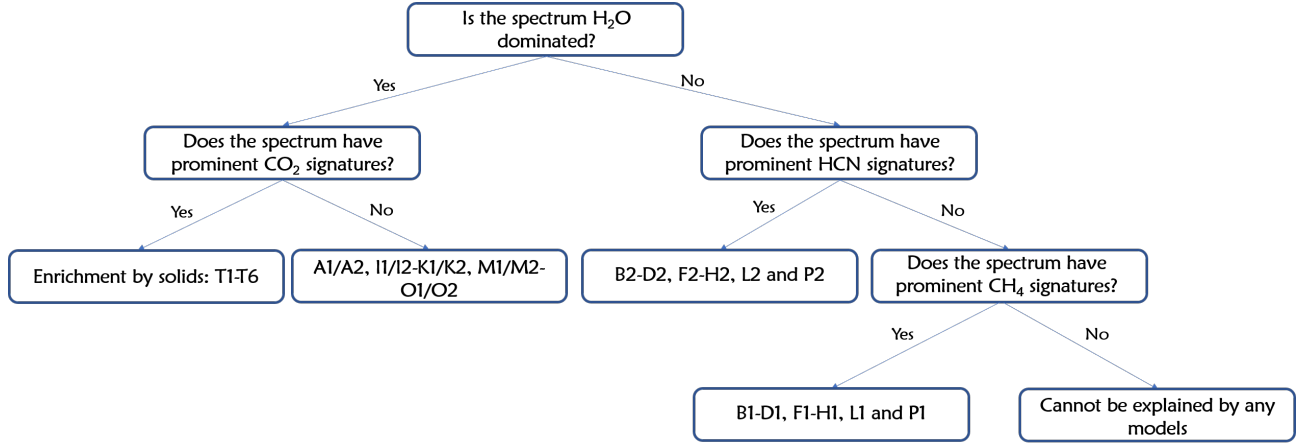 Is the spectrum H₂O
dominated?
Yes
No
Does the spectrum have
prominent CO₂ signatures?
Does the spectrum have
prominent HCN signatures?
Yes
No
Yes
No
Enrichment by solids: T1-T6
A1/A2, I1/I2-K1/K2, M1/M2-
O1/O2
B2-D2, F2-H2, L2 and P2
Does the spectrum have
prominent CH₄ signatures?
Yes
No
B1-D1, F1-H1, L1 and P1
Cannot be explained by any
models